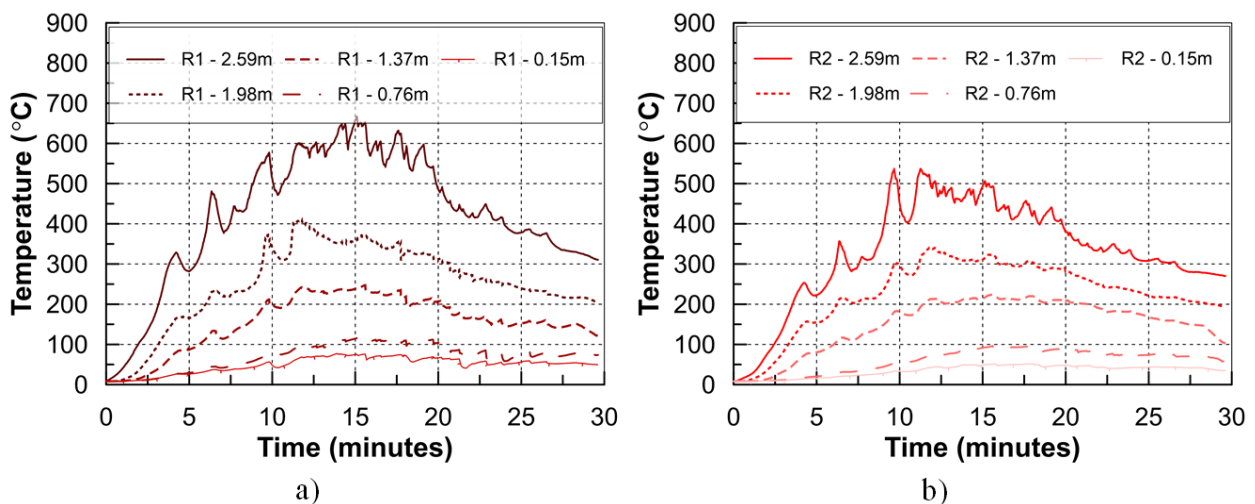 900
800
700
600
500
400
300
200
100
0
Temperature (°C)
R1 - 2.59m R1 - 1.37m R1 - 0.15m
R1 - 1.98m R1 - 0.76m
0 5 10 15 20 25 30
Time (minutes)
a)
900
800
700
600
500
400
300
200
100
0
Temperature (°C)
R2 - 2.59m R2 - 1.37m R2 - 0.15m
R2 - 1.98m R2 - 0.76m
0 5 10 15 20 25 30
Time (minutes)
b)